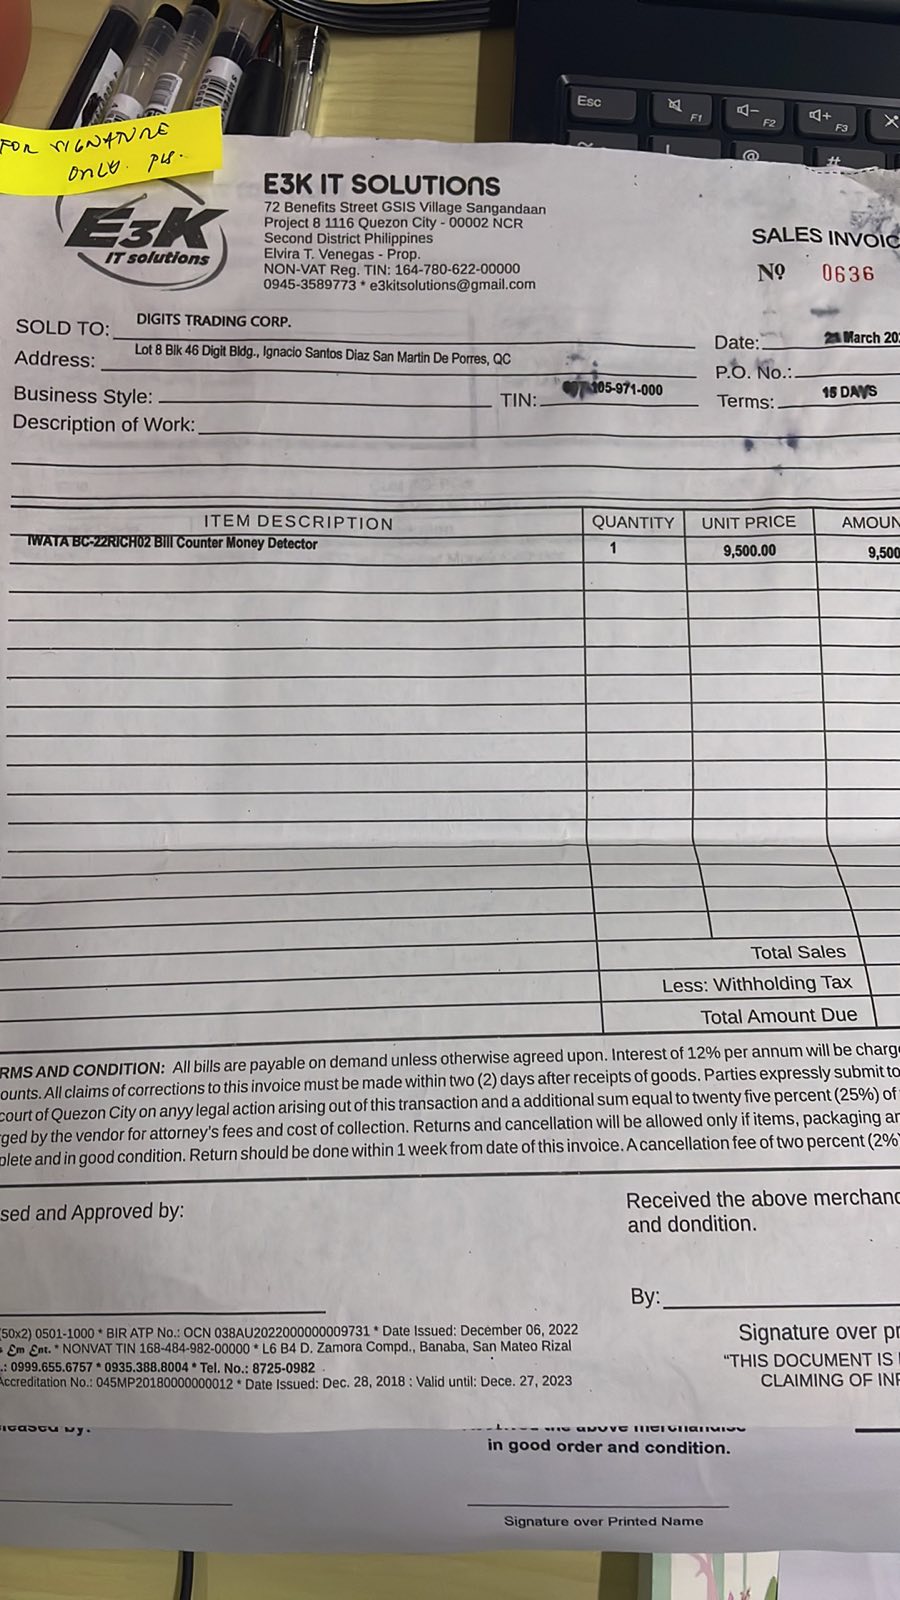 FOR SIGNATURE
ONLY. pls.
E3K
IT solutions
E3K IT SOLUTIONS
72 Benefits Street GSIS Village Sangandaan
Project 8 1116 Quezon City - 00002 NCR
Second District Philippines
Elvira T. Venegas - Prop.
NON-VAT Reg. TIN: 164-780-622-00000
0945-3589773 * e3kitsolutions@gmail.com
SALES INVOIC
Nº 0636
SOLD TO: DIGITS TRADING CORP.
Address: Lot 8 Blk 46 Digit Bldg., Ignacio Santos Diaz San Martin De Porres, QC
Business Style:
TIN: 105-971-000
Description of Work:
Date: March 20
P.O. No.:
Terms: 15 DAYS
ITEM DESCRIPTION QUANTITY UNIT PRICE AMOUN
IWATA BC-22RICH02 Bill Counter Money Detector 1 9,500.00 9,500
Total Sales
Less: Withholding Tax
Total Amount Due
RMS AND CONDITION: All bills are payable on demand unless otherwise agreed upon. Interest of 12% per annum will be charg
ounts. All claims of corrections to this invoice must be made within two (2) days after receipts of goods. Parties expressly submit to
court of Quezon City on anyy legal action arising out of this transaction and a additional sum equal to twenty five percent (25%) of
ged by the vendor for attorney's fees and cost of collection. Returns and cancellation will be allowed only if items, packaging an
plete and in good condition. Return should be done within 1 week from date of this invoice. A cancellation fee of two percent (2%
sed and Approved by:
Received the above merchan
and dondition.
By:
Signature over pr
"THIS DOCUMENT IS
CLAIMING OF INP
(50x2) 0501-1000 * BIR ATP No.: OCN 038AU2022000000009731 * Date Issued: December 06, 2022
Em Ent. * NONVAT TIN 168-484-982-00000 * L6 B4 D. Zamora Compd., Banaba, San Mateo Rizal
.: 0999.655.6757 * 0935.388.8004 * Tel. No.: 8725-0982
Accreditation No.: 045MP20180000000012 * Date Issued: Dec. 28, 2018 : Valid until: Dece. 27, 2023
the above merchandise
in good order and condition.
Signature over Printed Name
Esc
F1
F2
F3
@
#